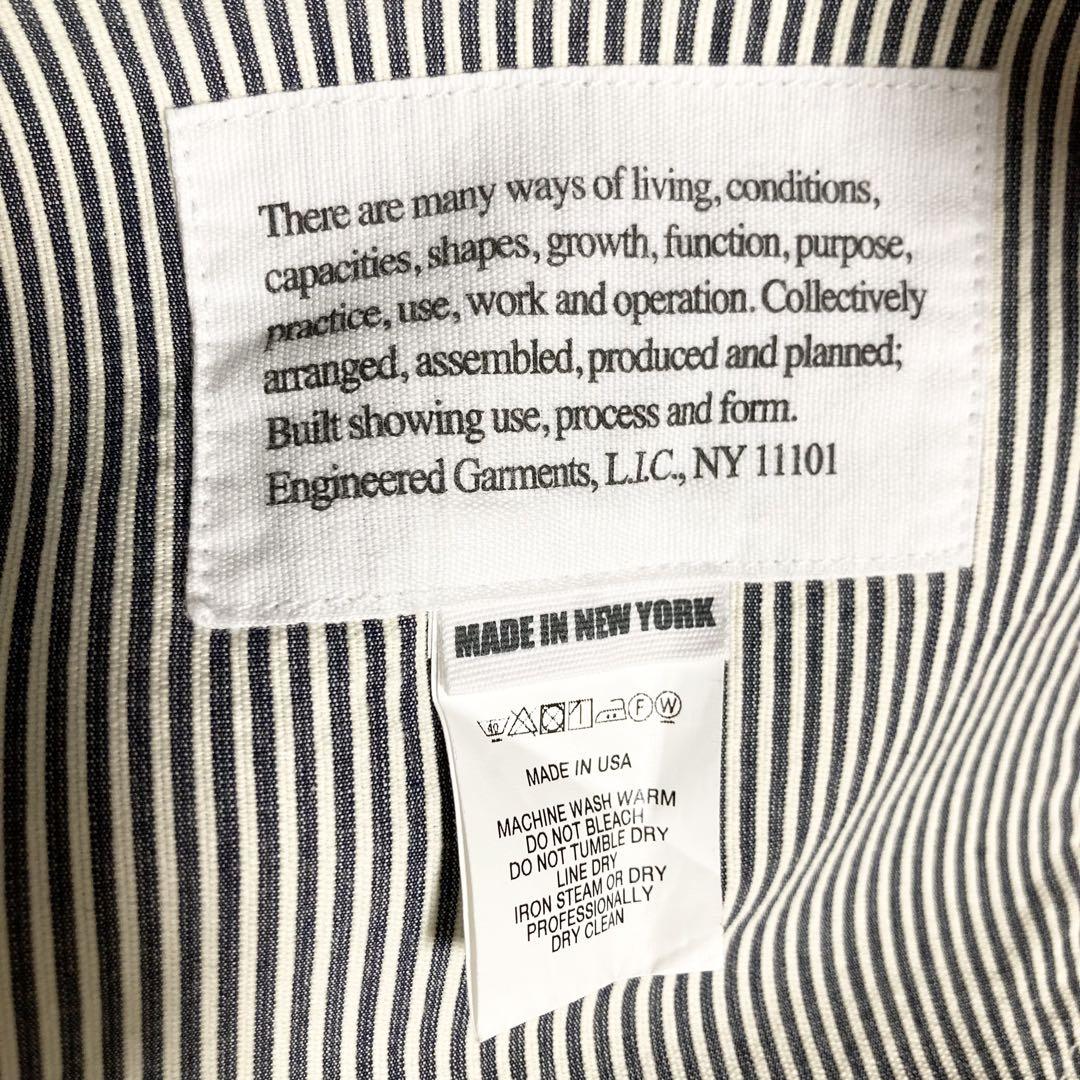 There are many ways of living, conditions,
capacities, shapes, growth, function, purpose,
practice, use, work and operation. Collectively
arranged, assembled, produced and planned;
Built showing use, process and form.
Engineered Garments, L.I.C., NY 11101
MADE IN NEW YORK
40 F W
MADE IN USA
MACHINE WASH WARM
DO NOT BLEACH
DO NOT TUMBLE DRY
LINE DRY
IRON STEAM OR DRY
PROFESSIONALLY
DRY CLEAN